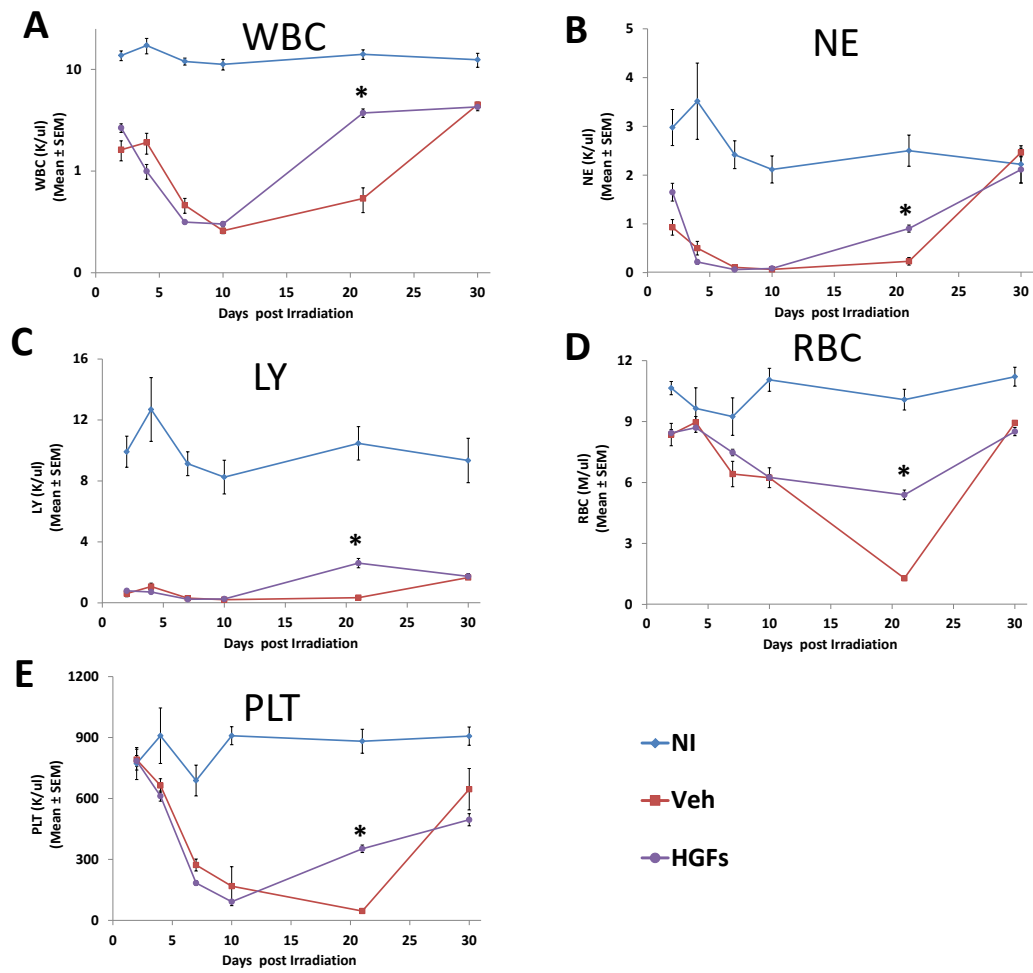 A
WBC
10
1
0
WBC (K/ul)
(Mean ± SEM)
*
0 5 10 15 20 25 30
Days post Irradiation
B
NE
5
4
3
2
1
0
NE (K/ul)
(Mean ± SEM)
*
0 5 10 15 20 25 30
Days post Irradiation
C
LY
16
12
8
4
0
LY (K/ul)
(Mean ± SEM)
*
0 5 10 15 20 25 30
Days post Irradiation
D
RBC
12
9
6
3
0
RBC (M/ul)
(Mean ± SEM)
*
0 5 10 15 20 25 30
Days post Irradiation
E
PLT
1200
900
600
300
0
PLT (K/ul)
(Mean ± SEM)
*
0 5 10 15 20 25 30
Days post Irradiation
NI
Veh
HGFs